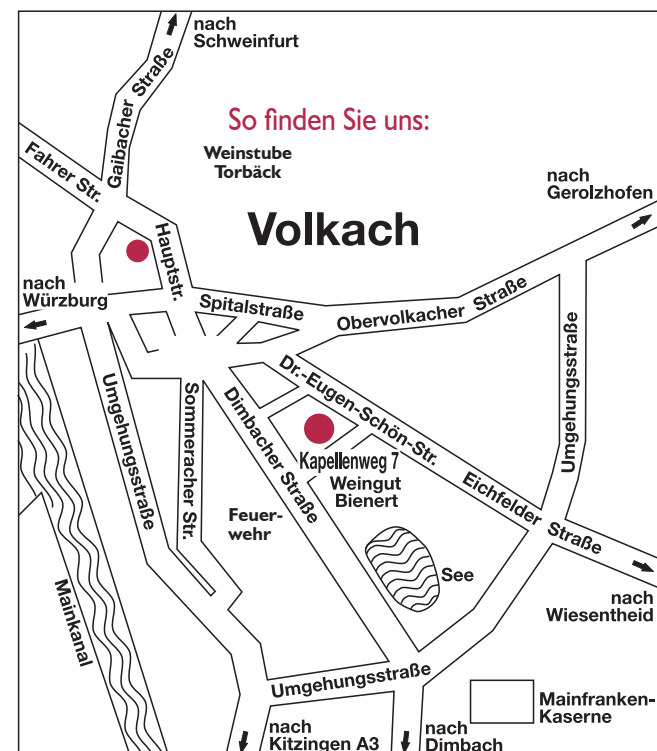 nach
Schweinfurt
So finden Sie uns:
Weinstube
Torbäck
Gaibacher Straße
Fahrer Str.
nach
Gerolzhofen
Volkach
Hauptstr.
nach
Würzburg
Spitalstraße
Obervolkacher Straße
Umgehungsstraße
Dr.-Eugen-Schön-Str.
Umgehungsstraße
Sommeracher Str.
Dimbacher Straße
Kapellenweg 7
Weingut
Bienert
Eichfelder Straße
Feuer-
wehr
See
Mainkanal
nach
Wiesentheid
Umgehungsstraße
Mainfranken-
Kaserne
nach
Kitzingen A3
nach
Dimbach